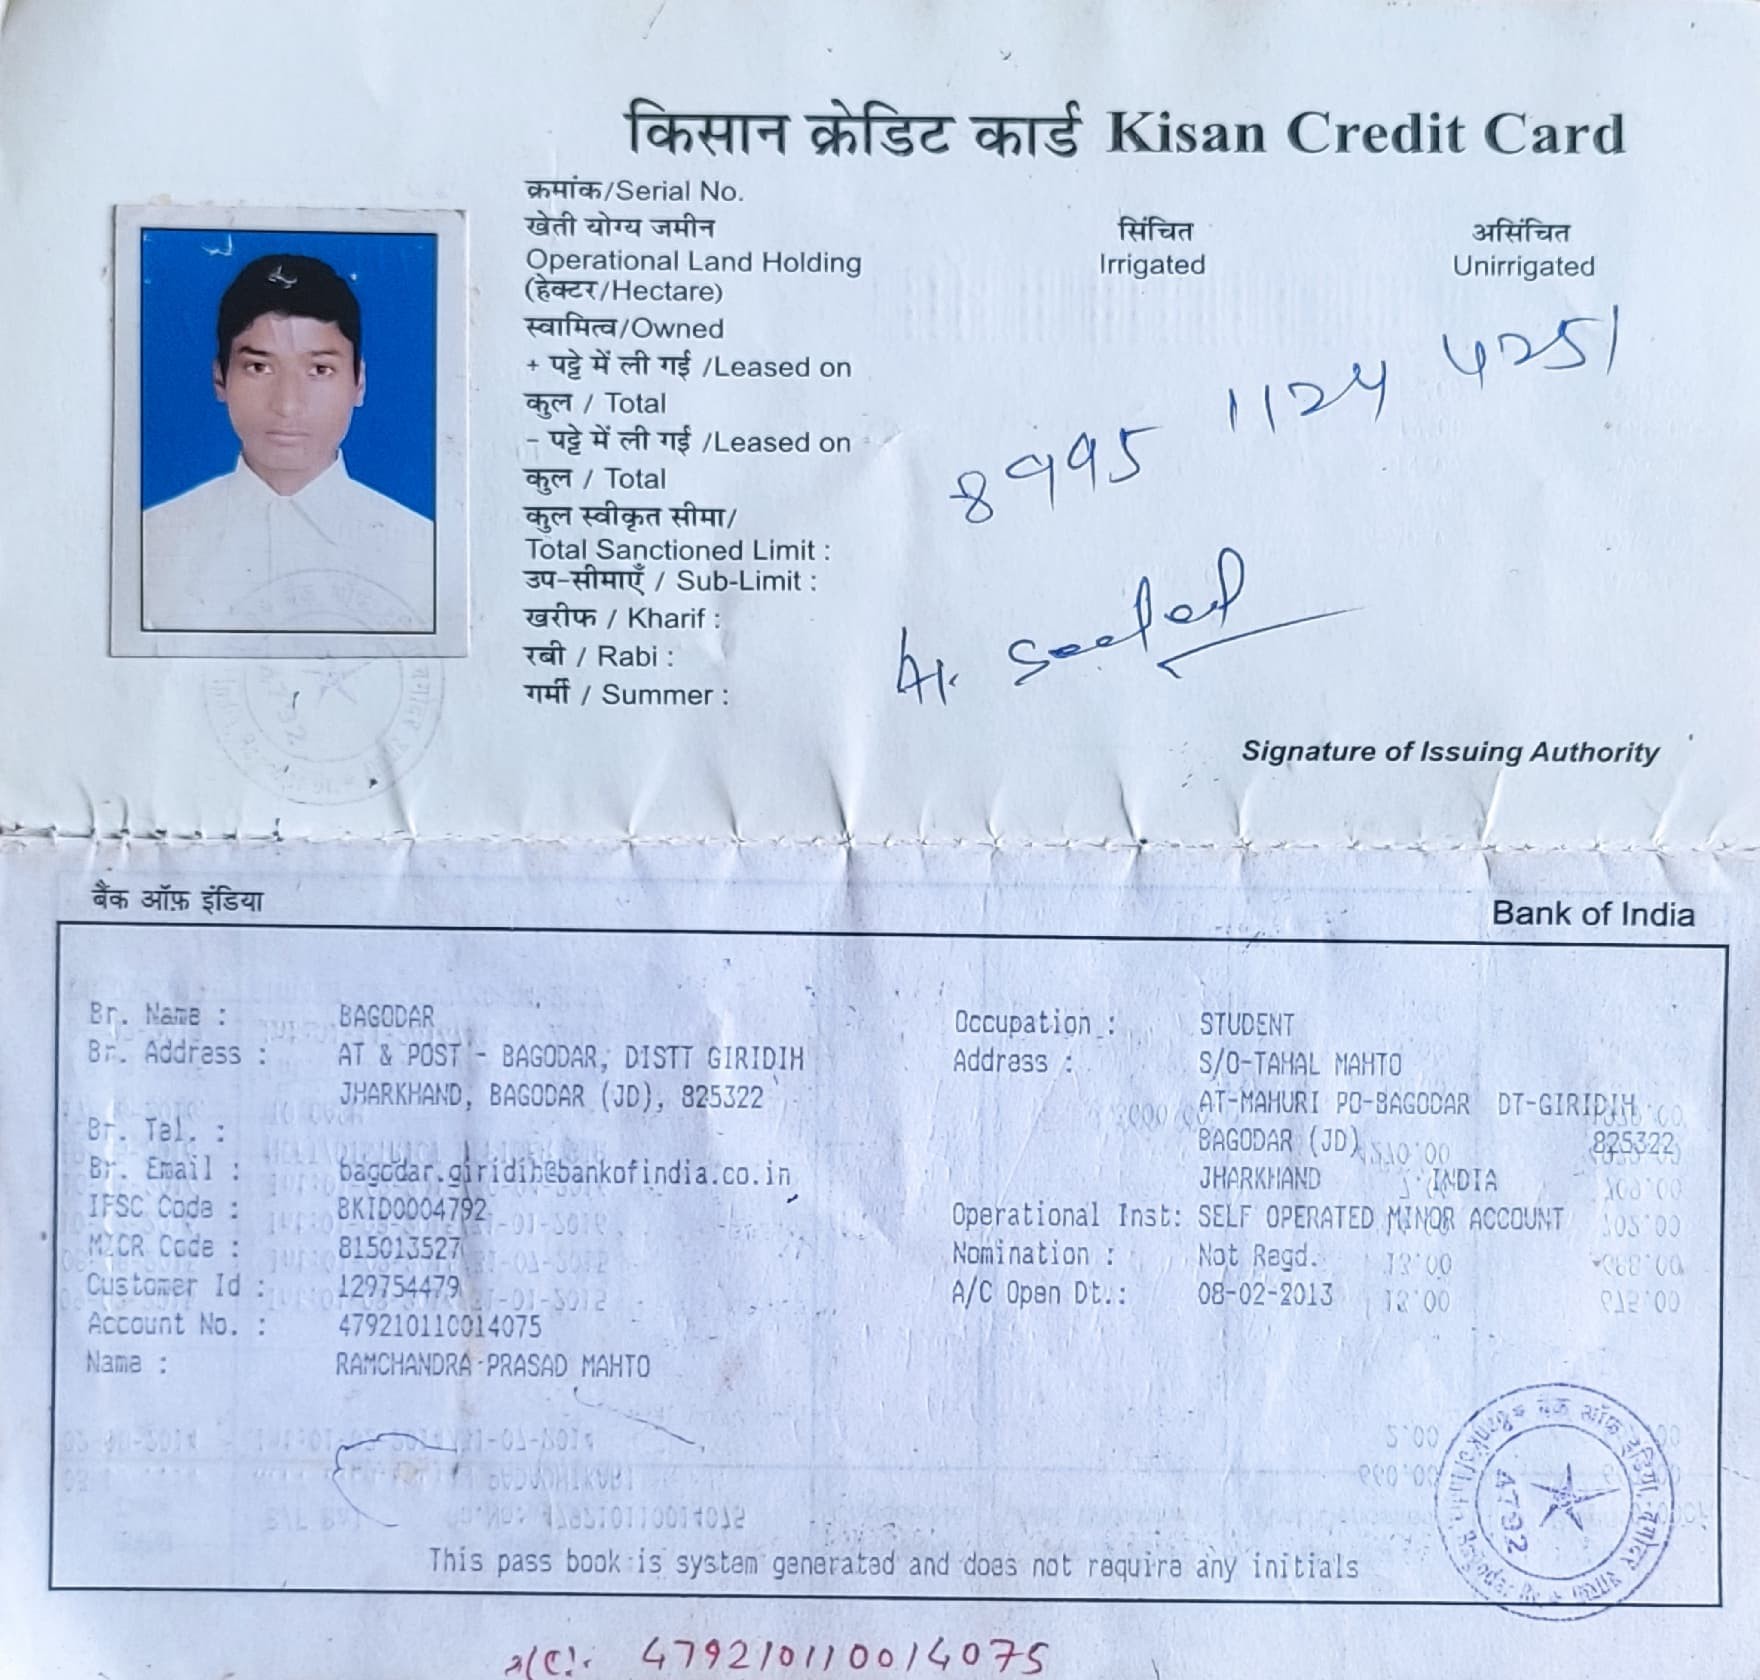 किसान क्रेडिट कार्ड Kisan Credit Card
क्रमांक/Serial No.
खेती योग्य जमीन
Operational Land Holding
(हेक्टर/Hectare)
सिंचित
Irrigated
असिंचित
Unirrigated
स्वामित्व/Owned
+ पट्टे में ली गई /Leased on
कुल / Total
- पट्टे में ली गई /Leased on
कुल / Total
कुल स्वीकृत सीमा/
Total Sanctioned Limit :
उप-सीमाएँ / Sub-Limit :
खरीफ / Kharif :
रबी / Rabi :
गर्मी / Summer :
8995 1124 4251
Signature of Issuing Authority
बैंक ऑफ़ इंडिया
Bank of India
Br. Name : BAGODAR
Br. Address : AT & POST - BAGODAR, DISTT GIRIDIH
JHARKHAND, BAGODAR (JD), 825322
Br. Tel. :
Br. Email : bagodar.giridih@bankofindia.co.in
IFSC Code : BKID0004792
MICR Code : 815013527
Customer Id : 129754479
Account No. : 479210110014075
Name : RAMCHANDRA PRASAD MAHTO
Occupation : STUDENT
Address : S/O-TAHAL MAHTO
AT-MAHURI PO-BAGODAR DT-GIRIDIH
BAGODAR (JD) 825322
JHARKHAND INDIA
Operational Inst: SELF OPERATED MINOR ACCOUNT
Nomination : Not Regd.
A/C Open Dt.: 08-02-2013
This pass book is system generated and does not require any initials
479210110014075